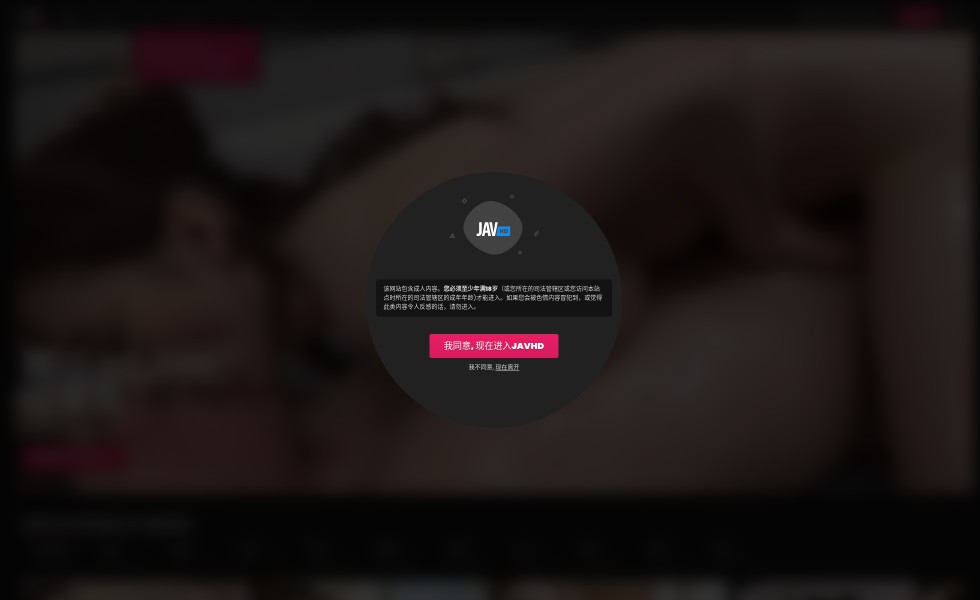 JAV HD
该网站包含成人内容。您必须至少年满18岁（或您所在的司法管辖区或您访问本站
点时所在的司法管辖区的成年年龄)才能进入。如果您会被色情内容冒犯到，或觉得
此类内容令人反感的话，请勿进入。
我同意, 现在进入JAVHD
我不同意, 现在离开